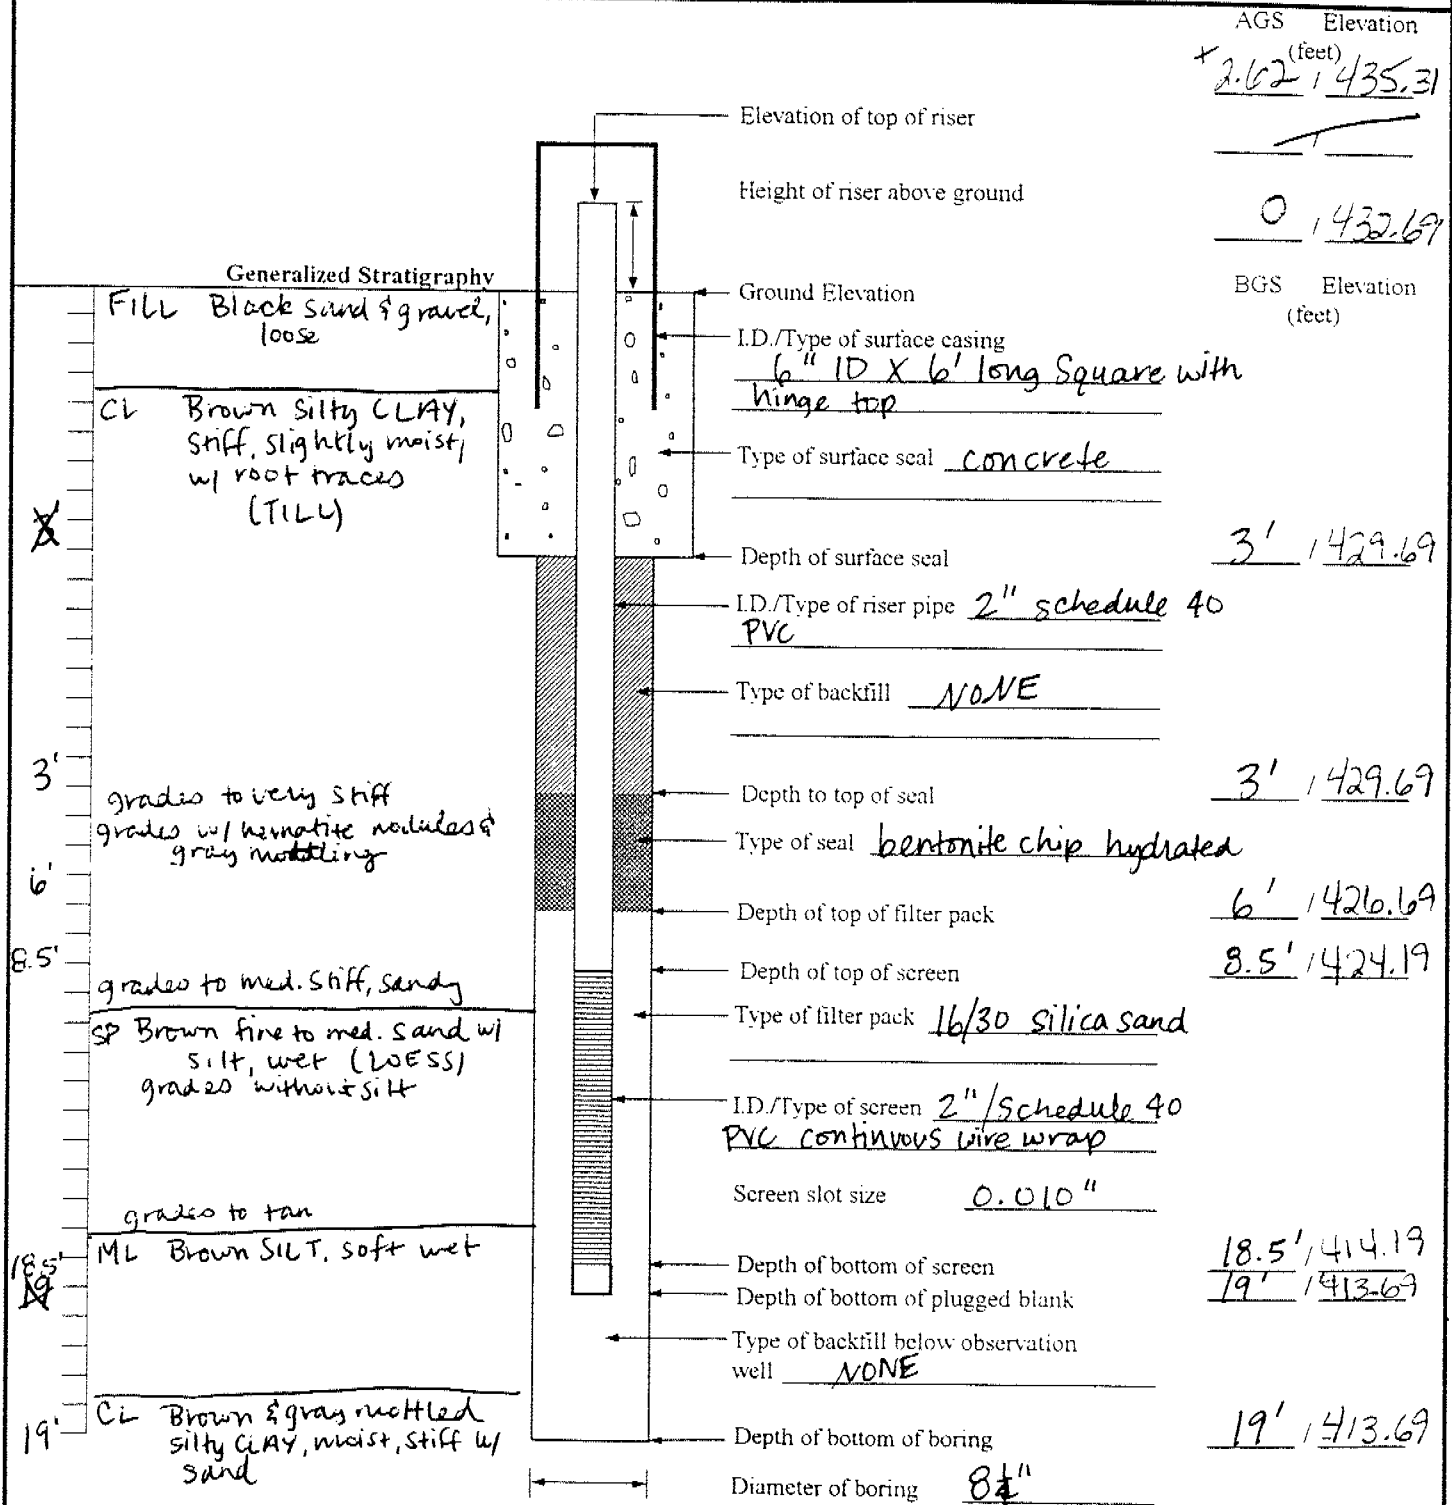 AGS Elevation
(feet)
+ 2.62 / 435.31
Elevation of top of riser
/
Height of riser above ground
0 / 432.69
Generalized Stratigraphy
Ground Elevation
BGS Elevation
(feet)
FILL Black sand & gravel,
loose
I.D./Type of surface casing
6" ID X 6' long Square with
hinge top
CL Brown Silty CLAY,
Stiff, slightly moist,
w/ root traces
(TILL)
Type of surface seal concrete
Depth of surface seal 3' / 429.69
I.D./Type of riser pipe 2" schedule 40
PVC
Type of backfill NONE
3'
Depth to top of seal 3' / 429.69
grades to very stiff
grades w/ hematite nodules &
gray mottling
Type of seal bentonite chip hydrated
6'
Depth of top of filter pack 6' / 426.69
8.5'
Depth of top of screen 8.5' / 424.19
grades to med. stiff, sandy
Type of filter pack 16/30 silica sand
SP Brown fine to med. sand w/
silt, wet (LOESS)
grades without silt
I.D./Type of screen 2"/Schedule 40
PVC continuous wire wrap
Screen slot size 0.010"
grades to tan
ML Brown SILT, soft wet
18.5'
Depth of bottom of screen 18.5' / 414.19
Depth of bottom of plugged blank 19' / 413.69
Type of backfill below observation
well NONE
CL Brown & gray mottled
silty CLAY, moist, stiff w/
sand
19'
Depth of bottom of boring 19' / 413.69
Diameter of boring 8¼"